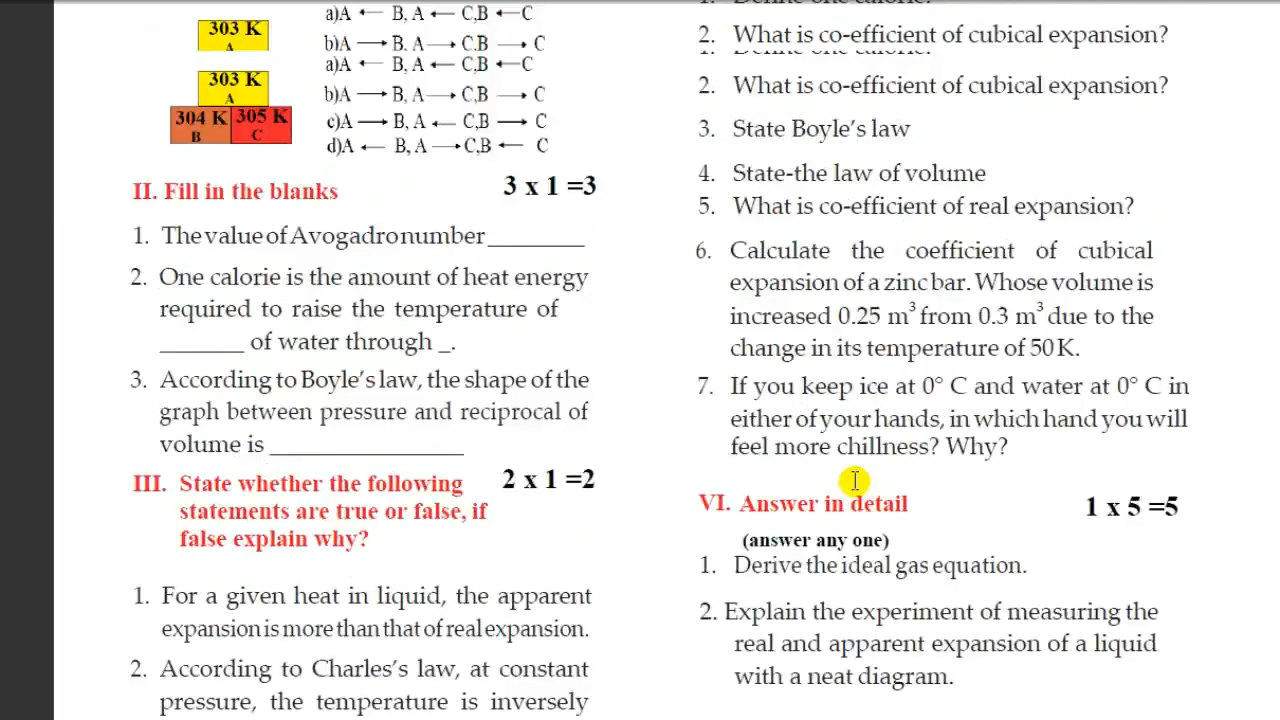 303 K
A
a)A ← B, A ← C,B ←C
b)A → B. A → C.B → C
303 K
A
304 K 305 K
B C
a)A ← B, A ← C,B ←C
b)A → B, A → C,B → C
c)A → B, A ← C,B → C
d)A ← B, A → C,B ← C
II. Fill in the blanks 3 x 1 =3
1. The value of Avogadro number ________
2. One calorie is the amount of heat energy
required to raise the temperature of
_______ of water through _.
3. According to Boyle's law, the shape of the
graph between pressure and reciprocal of
volume is ________________
III. State whether the following 2 x 1 =2
statements are true or false, if
false explain why?
1. For a given heat in liquid, the apparent
expansion is more than that of real expansion.
2. According to Charles's law, at constant
pressure, the temperature is inversely
1. Define one calorie.
2. What is co-efficient of cubical expansion?
1. Define one calorie.
2. What is co-efficient of cubical expansion?
3. State Boyle's law
4. State-the law of volume
5. What is co-efficient of real expansion?
6. Calculate the coefficient of cubical
expansion of a zinc bar. Whose volume is
increased 0.25 m³ from 0.3 m³ due to the
change in its temperature of 50 K.
7. If you keep ice at 0° C and water at 0° C in
either of your hands, in which hand you will
feel more chillness? Why?
VI. Answer in detail 1 x 5 =5
(answer any one)
1. Derive the ideal gas equation.
2. Explain the experiment of measuring the
real and apparent expansion of a liquid
with a neat diagram.